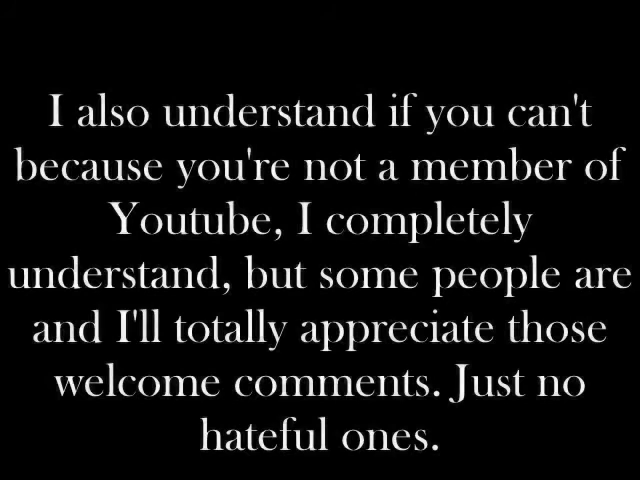 I also understand if you can't
because you're not a member of
Youtube, I completely
understand, but some people are
and I'll totally appreciate those
welcome comments. Just no
hateful ones.